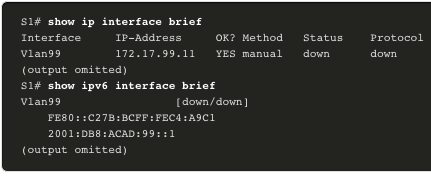 S1# show ip interface brief
Interface IP-Address OK? Method Status Protocol
Vlan99 172.17.99.11 YES manual down down
(output omitted)
S1# show ipv6 interface brief
Vlan99 [down/down]
FE80::C27B:BCFF:FEC4:A9C1
2001:DB8:ACAD:99::1
(output omitted)